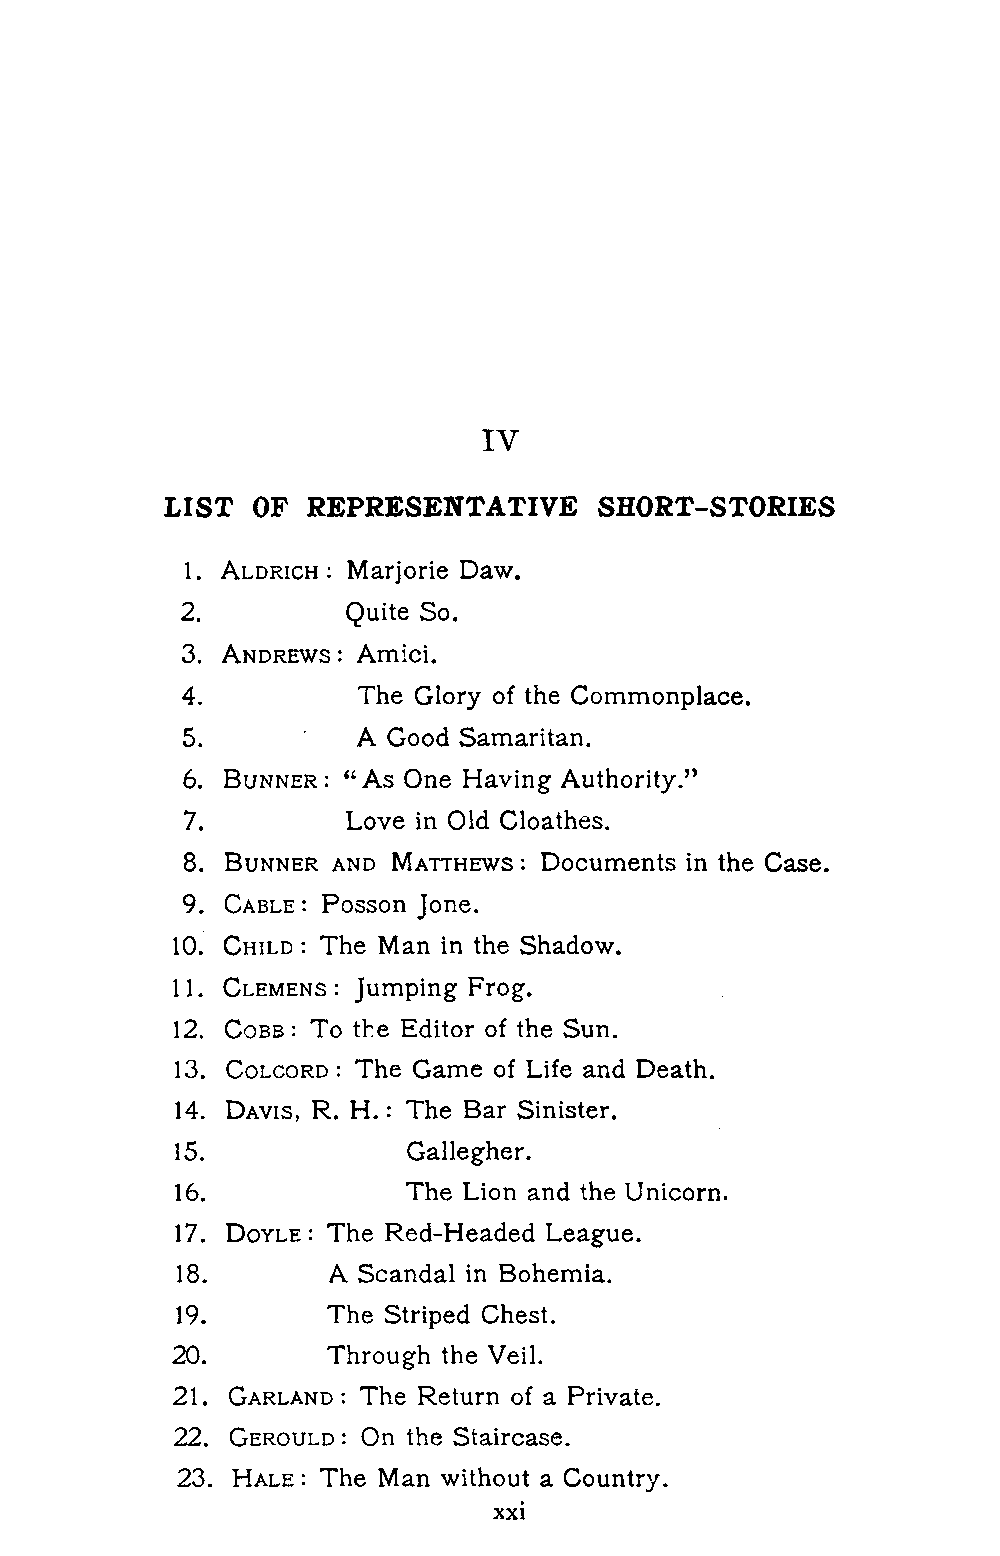 IV
LIST OF REPRESENTATIVE SHORT-STORIES
1. ALDRICH: Marjorie Daw.
2. Quite So.
3. ANDREWS: Amici.
4. The Glory of the Commonplace.
5. A Good Samaritan.
6. BUNNER: “As One Having Authority.”
7. Love in Old Cloathes.
8. BUNNER AND MATTHEWS: Documents in the Case.
9. CABLE: Posson Jone.
10. CHILD: The Man in the Shadow.
11. CLEMENS: Jumping Frog.
12. COBB: To the Editor of the Sun.
13. COLCORD: The Game of Life and Death.
14. DAVIS, R. H.: The Bar Sinister.
15. Gallegher.
16. The Lion and the Unicorn.
17. DOYLE: The Red-Headed League.
18. A Scandal in Bohemia.
19. The Striped Chest.
20. Through the Veil.
21. GARLAND: The Return of a Private.
22. GEROULD: On the Staircase.
23. HALE: The Man without a Country.
xxi